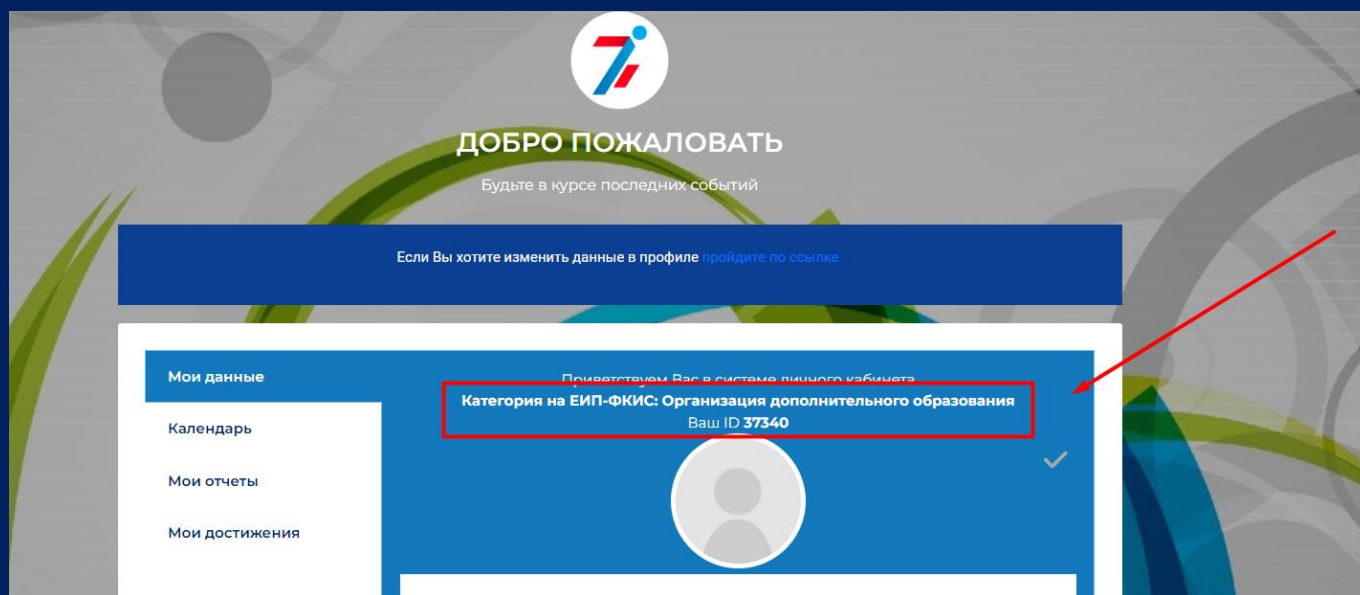 ДОБРО ПОЖАЛОВАТЬ
Будьте в курсе последних событий
Если Вы хотите изменить данные в профиле пройдите по ссылке
Мои данные
Приветствуем Вас в системе личного кабинета
Категория на ЕИП-ФКИС: Организация дополнительного образования
Ваш ID 37340
Календарь
Мои отчеты
Мои достижения